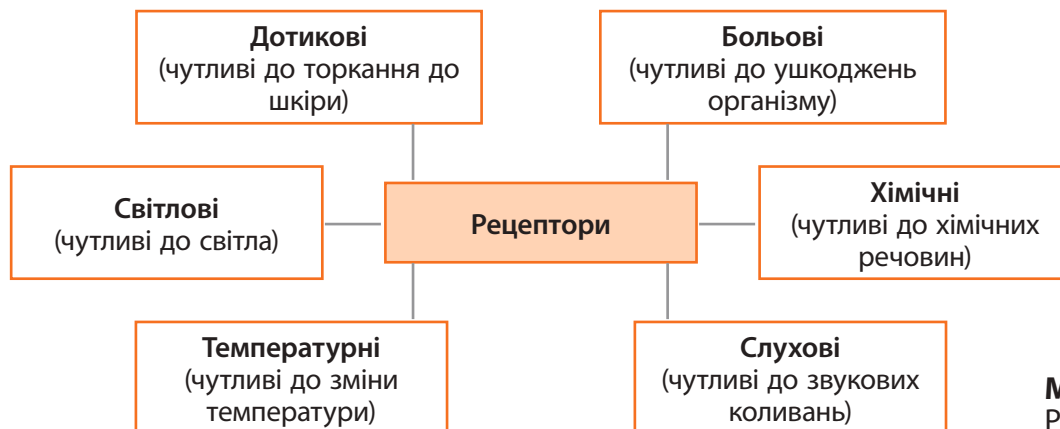 Дотикові
(чутливі до торкання до
шкіри)
Больові
(чутливі до ушкоджень
організму)
Світлові
(чутливі до світла)
Рецептори
Хімічні
(чутливі до хімічних
речовин)
Температурні
(чутливі до зміни
температури)
Слухові
(чутливі до звукових
коливань)